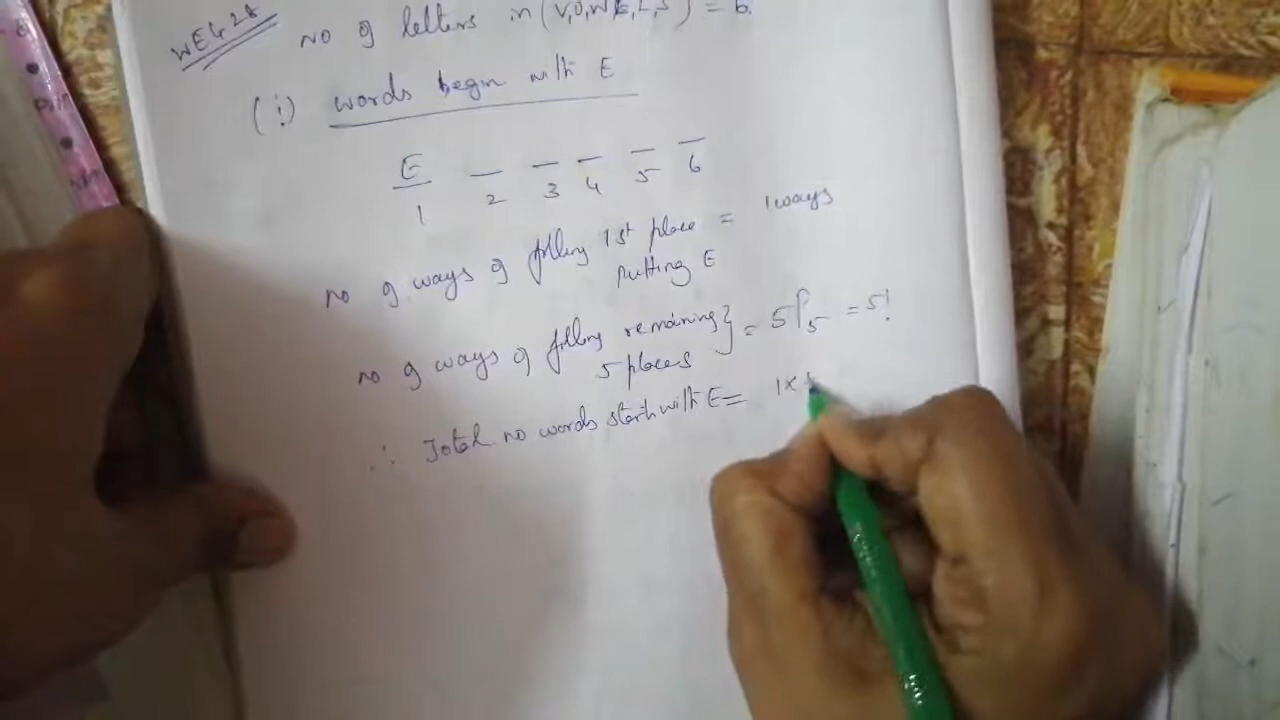 WE 4.28
no of letters in (V,O,W,E,L,S) = 6.
(i) words begin with E
E _ _ _ _ _
1 2 3 4 5 6
no of ways of filling 1st place = 1 ways
putting E
no of ways of filling remaining } = 5P5 = 5!
5 places
∴ Total no words starts with E = 1 ×